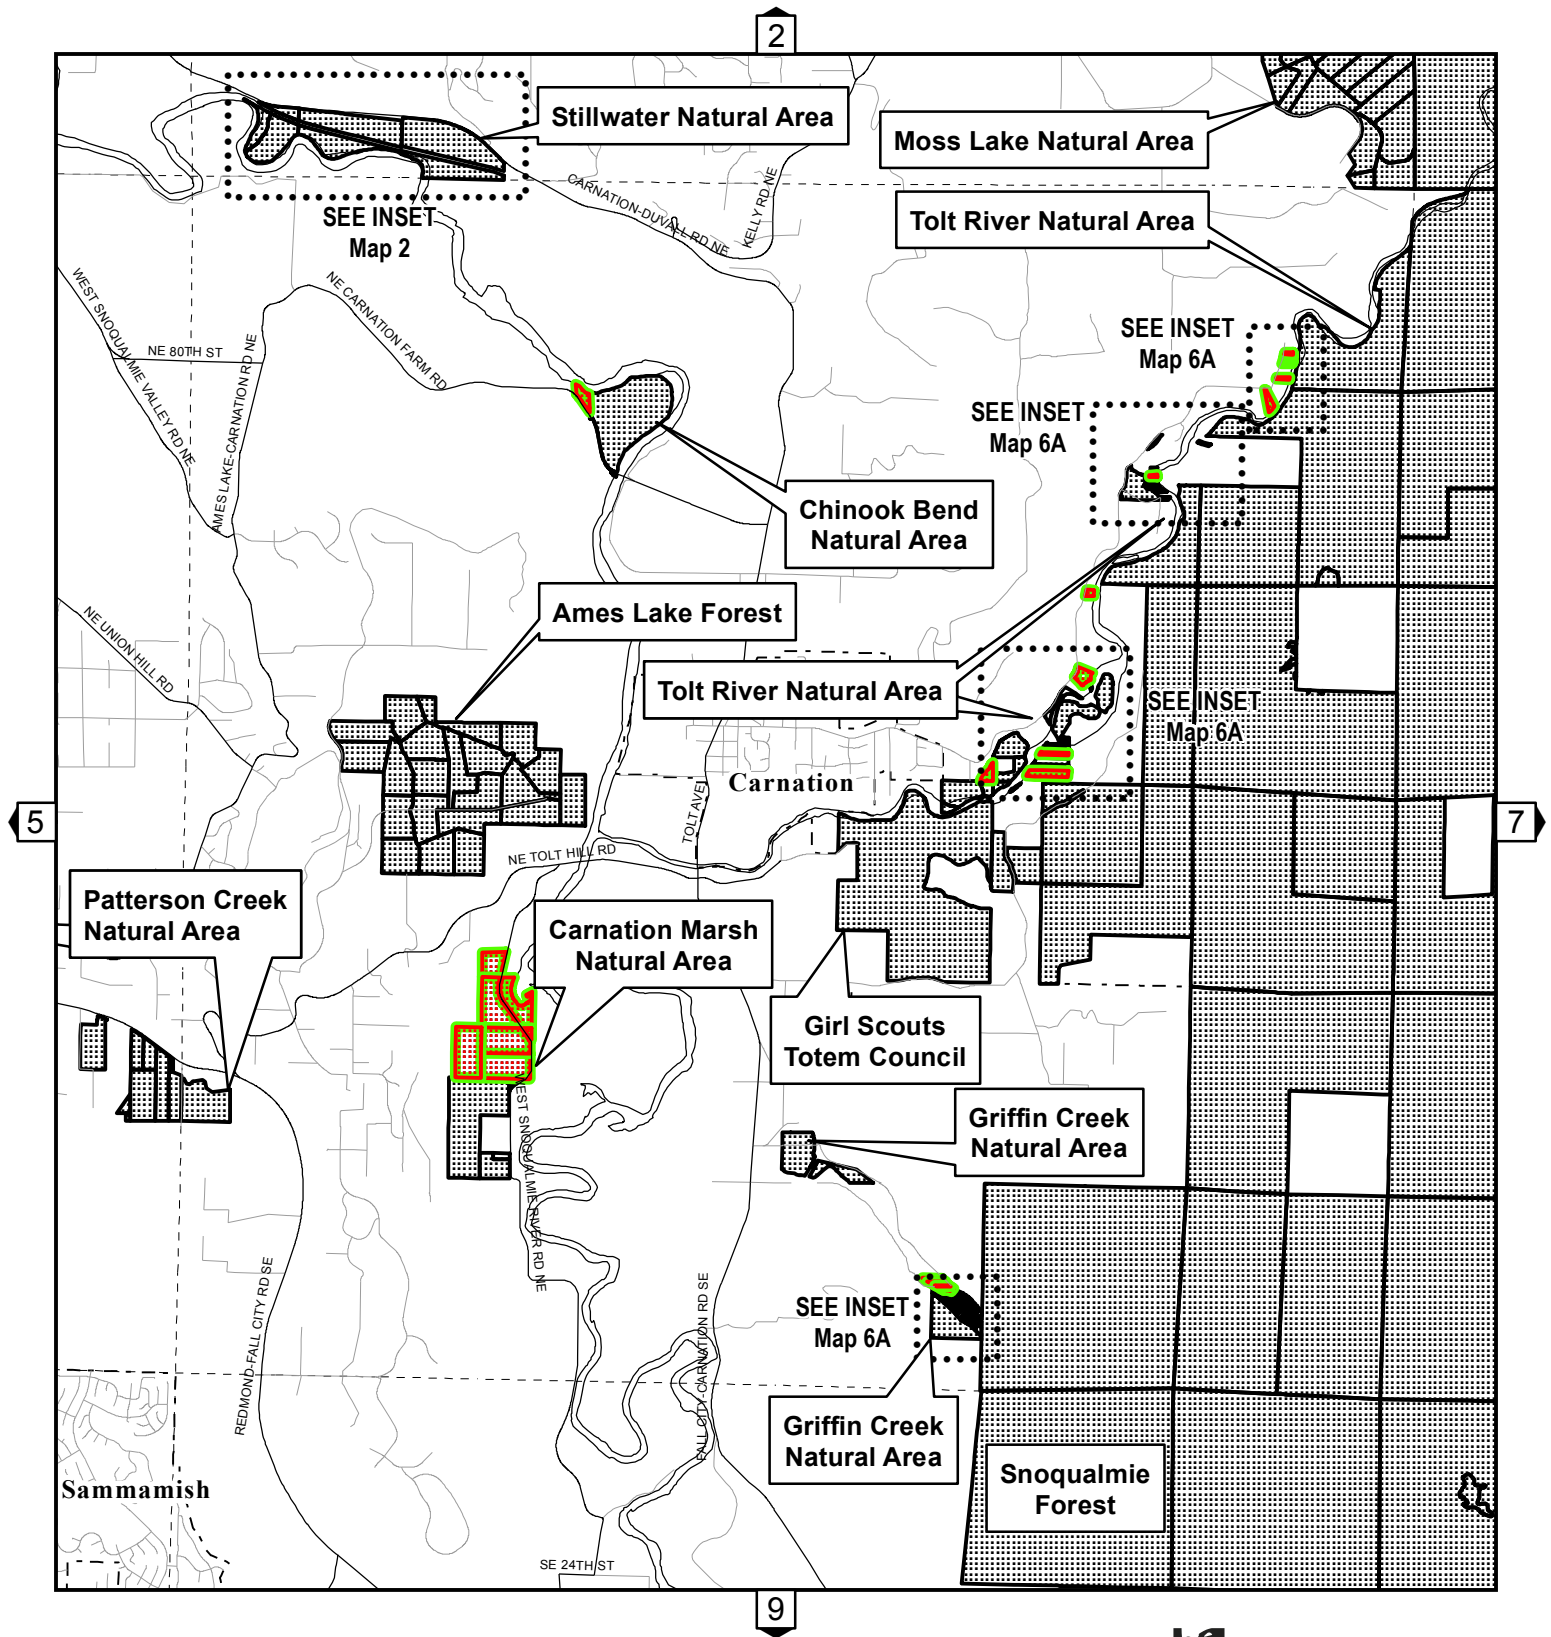 2
Stillwater Natural Area
Moss Lake Natural Area
CARNATION-DUVALL RD NE
KELLY RD NE
SEE INSET
Map 2
Tolt River Natural Area
WEST SNOQUALMIE VALLEY RD NE
NE CARNATION FARM RD
AMES LAKE-CARNATION RD NE
NE 80TH ST
SEE INSET
Map 6A
SEE INSET
Map 6A
Chinook Bend
Natural Area
Ames Lake Forest
NE UNION HILL RD
Tolt River Natural Area
SEE INSET
Map 6A
Carnation
TOLT AVE
5
7
NE TOLT HILL RD
Patterson Creek
Natural Area
Carnation Marsh
Natural Area
Girl Scouts
Totem Council
WEST SNOQUALMIE RIVER RD NE
Griffin Creek
Natural Area
REDMOND-FALL CITY RD SE
FALL CITY-CARNATION RD SE
SEE INSET
Map 6A
Griffin Creek
Natural Area
Snoqualmie
Forest
Sammamish
SE 24TH ST
9